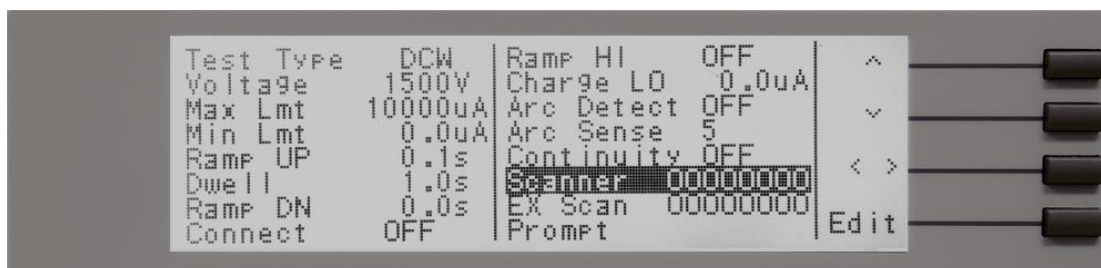 Test Type DCW
Voltage 1500V
Max Lmt 10000uA
Min Lmt 0.0uA
Ramp UP 0.1s
Dwell 1.0s
Ramp DN 0.0s
Connect OFF
Ramp HI OFF
Charge LO 0.0uA
Arc Detect OFF
Arc Sense 5
Continuity OFF
Scanner OOOOOOOO
EX Scan OOOOOOOO
Prompt
^
v
< >
Edit